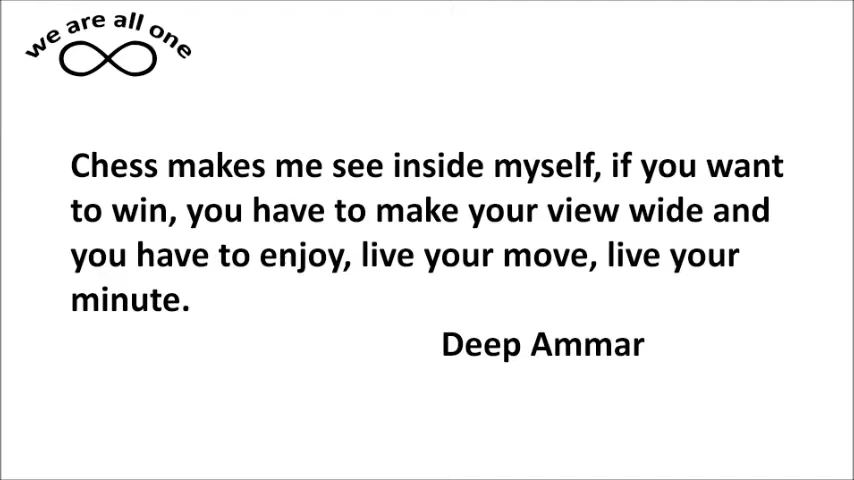 we are all one
Chess makes me see inside myself, if you want
to win, you have to make your view wide and
you have to enjoy, live your move, live your
minute.
Deep Ammar